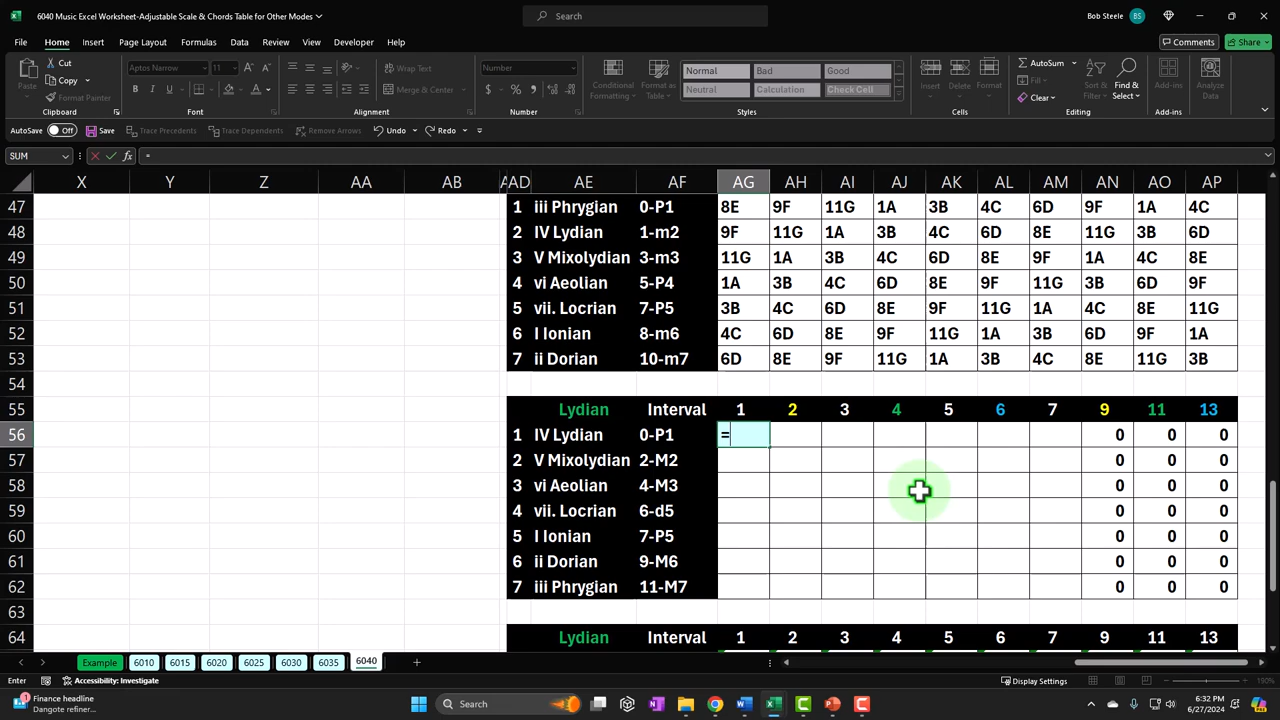 6040 Music Excel Worksheet-Adjustable Scale & Chords Table for Other Modes
Search
Bob Steele BS
File Home Insert Page Layout Formulas Data Review View Developer Help
Comments Share
Paste Cut Copy Format Painter
Aptos Narrow 11
Wrap Text
Merge & Center
Number
Conditional Formatting
Format as Table
Normal Bad Good
Neutral Calculation Check Cell
Insert Delete Format
AutoSum Fill Clear
Sort & Filter
Find & Select
Add-ins
Analyze Data
Clipboard Font Alignment Number Styles Cells Editing Add-ins
AutoSave Off Save Trace Precedents Trace Dependents Remove Arrows Undo Redo
SUM fx =
X Y Z AA AB AD AE AF AG AH AI AJ AK AL AM AN AO AP
47 1 iii Phrygian 0-P1 8E 9F 11G 1A 3B 4C 6D 9F 1A 4C
48 2 IV Lydian 1-m2 9F 11G 1A 3B 4C 6D 8E 11G 3B 6D
49 3 V Mixolydian 3-m3 11G 1A 3B 4C 6D 8E 9F 1A 4C 8E
50 4 vi Aeolian 5-P4 1A 3B 4C 6D 8E 9F 11G 3B 6D 9F
51 5 vii. Locrian 7-P5 3B 4C 6D 8E 9F 11G 1A 4C 8E 11G
52 6 I Ionian 8-m6 4C 6D 8E 9F 11G 1A 3B 6D 9F 1A
53 7 ii Dorian 10-m7 6D 8E 9F 11G 1A 3B 4C 8E 11G 3B
54
55 Lydian Interval 1 2 3 4 5 6 7 9 11 13
56 1 IV Lydian 0-P1 = 0 0 0
57 2 V Mixolydian 2-M2 0 0 0
58 3 vi Aeolian 4-M3 0 0 0
59 4 vii. Locrian 6-d5 0 0 0
60 5 I Ionian 7-P5 0 0 0
61 6 ii Dorian 9-M6 0 0 0
62 7 iii Phrygian 11-M7 0 0 0
63
64 Lydian Interval 1 2 3 4 5 6 7 9 11 13
Example 6010 6015 6020 6025 6030 6035 6040
Enter Accessibility: Investigate Display Settings 190%
Finance headline
Dangote refiner...
Search
6:32 PM
6/27/2024